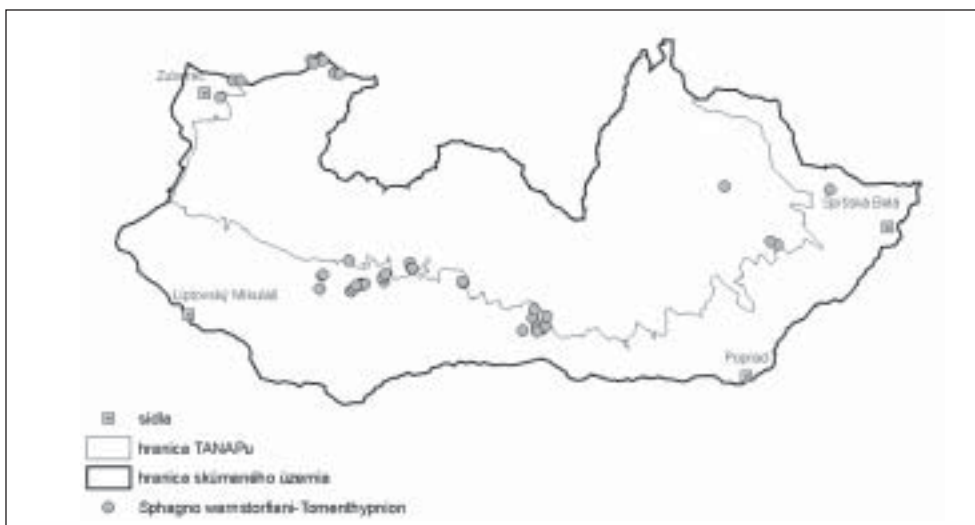 Zuberec
Spišská Belá
Liptovský Mikuláš
Poprad
sídla
hranica TANAPu
hranica skúmaného územia
Sphagno warnstorfiani-Tomenthypnion